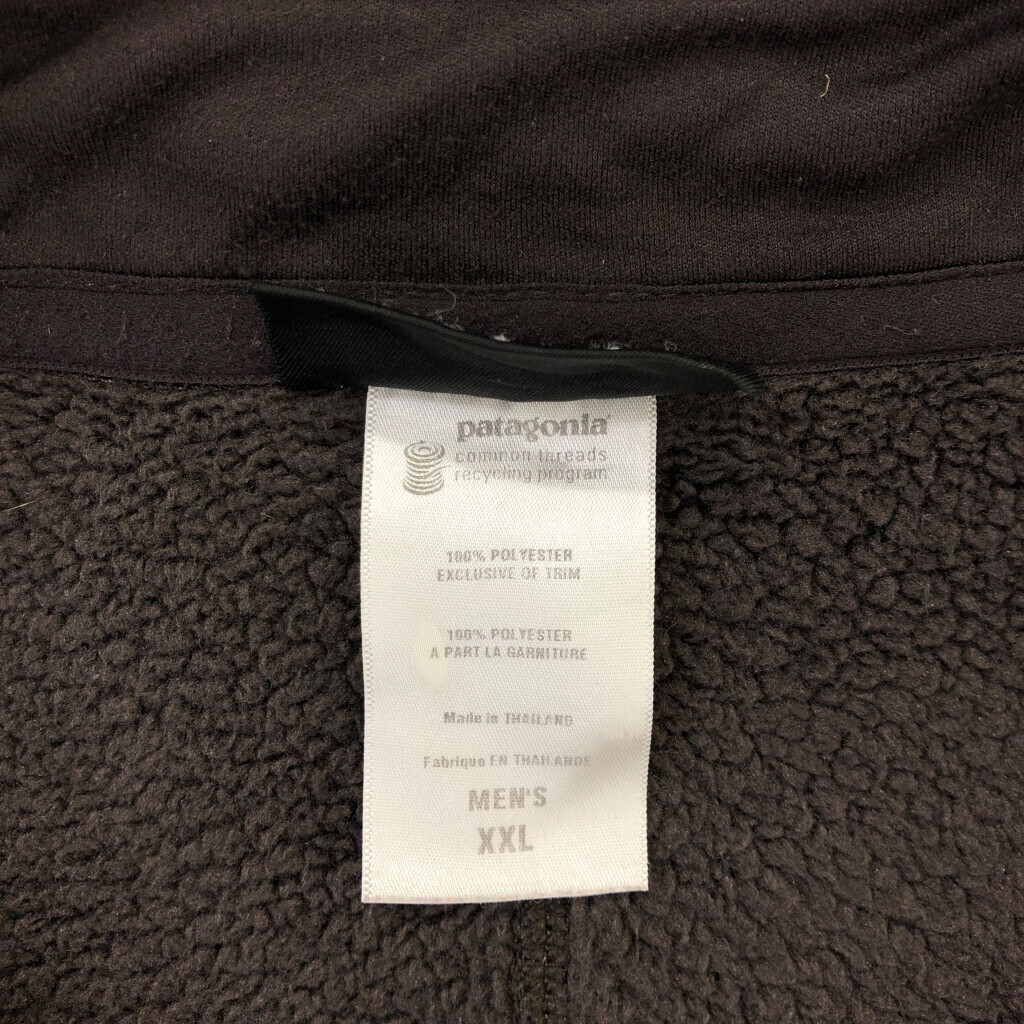 patagonia
common threads
recycling program
100% POLYESTER
EXCLUSIVE OF TRIM
100% POLYESTER
A PART LA GARNITURE
Made in THAILAND
Fabrique EN THAILANDE
MEN'S
XXL